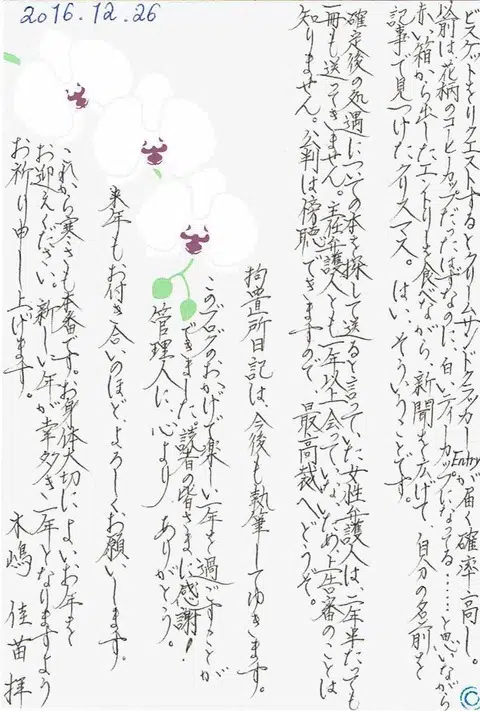 2016.12.26
ビスケットをリクエストするとクリームサンドクラッカーEntryが届く確率高し。
以前は、花柄のコーヒーカップだったはずなのに、白いティーカップになってる……と思いながら
赤い箱から出したエントリーを食べながら、新聞を広げて、自分の名前を
記事で見つけたクリスマス。はい、そういうことです。
確定後の処遇についての本を探して送ると言っていた女性弁護人は、二年半たっても
一冊も送ってきません。主任弁護人とも一年以上会っていないため、上告審のことは
知りません。公判は傍聴できますので、最高裁へどうぞ。
拘置所日記は、今後も執筆してゆきます。
このブログのおかげで楽しい一年を過ごすことが
できました。読者の皆さまに感謝!
管理人に、心より ありがとう。
来年もお付き合いのほどよろしくお願いします。
これから寒さも本番です。お身体大切に、よいお年を
お迎えください。新しい年が幸多き一年となりますよう
お祈り申し上げます。
木嶋 佳苗 拝
©